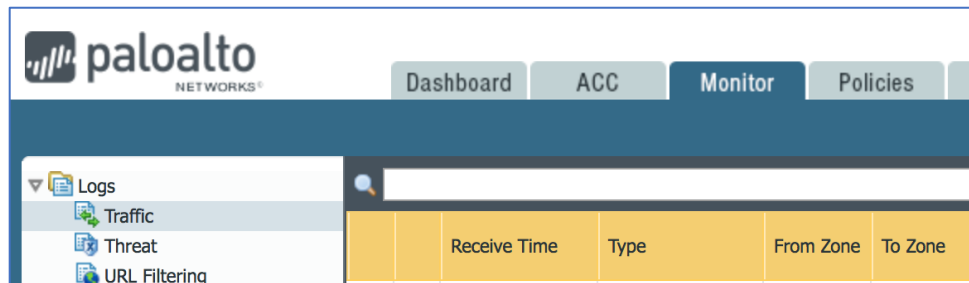 paloalto
NETWORKS®
Dashboard ACC Monitor Policies
Logs
Traffic
Threat
URL Filtering
Receive Time Type From Zone To Zone